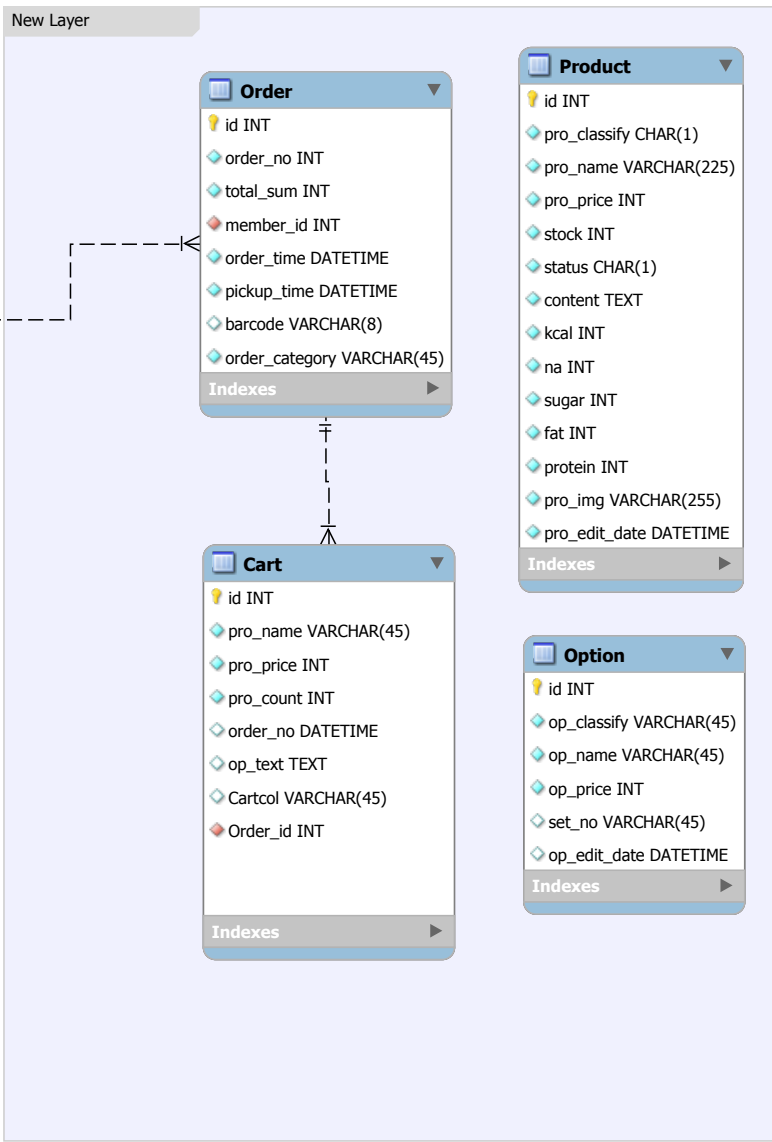 New Layer
Order
id INT
order_no INT
total_sum INT
member_id INT
order_time DATETIME
pickup_time DATETIME
barcode VARCHAR(8)
order_category VARCHAR(45)
Indexes
Product
id INT
pro_classify CHAR(1)
pro_name VARCHAR(225)
pro_price INT
stock INT
status CHAR(1)
content TEXT
kcal INT
na INT
sugar INT
fat INT
protein INT
pro_img VARCHAR(255)
pro_edit_date DATETIME
Indexes
Cart
id INT
pro_name VARCHAR(45)
pro_price INT
pro_count INT
order_no DATETIME
op_text TEXT
Cartcol VARCHAR(45)
Order_id INT
Indexes
Option
id INT
op_classify VARCHAR(45)
op_name VARCHAR(45)
op_price INT
set_no VARCHAR(45)
op_edit_date DATETIME
Indexes